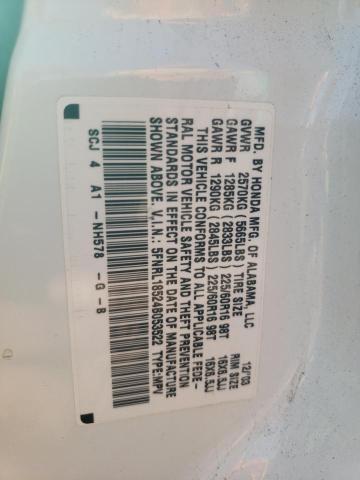 MFD. BY HONDA MFG. OF ALABAMA, LLC 12/'03
GVWR 2570KG (5665LBS) TIRE SIZE RIM SIZE
GAWR F 1285KG (2833LBS) 225/60R16 98T 16X6.5JJ
GAWR R 1290KG (2845LBS) 225/60R16 98T 16X6.5JJ
THIS VEHICLE CONFORMS TO ALL APPLICABLE FEDE-
RAL MOTOR VEHICLE SAFETY AND THEFT PREVENTION
STANDARDS IN EFFECT ON THE DATE OF MANUFACTURE
SHOWN ABOVE. V.I.N.: 5FNRL18524B053522 TYPE:MPV
SCJ 4 A1 -NH578 -G -B